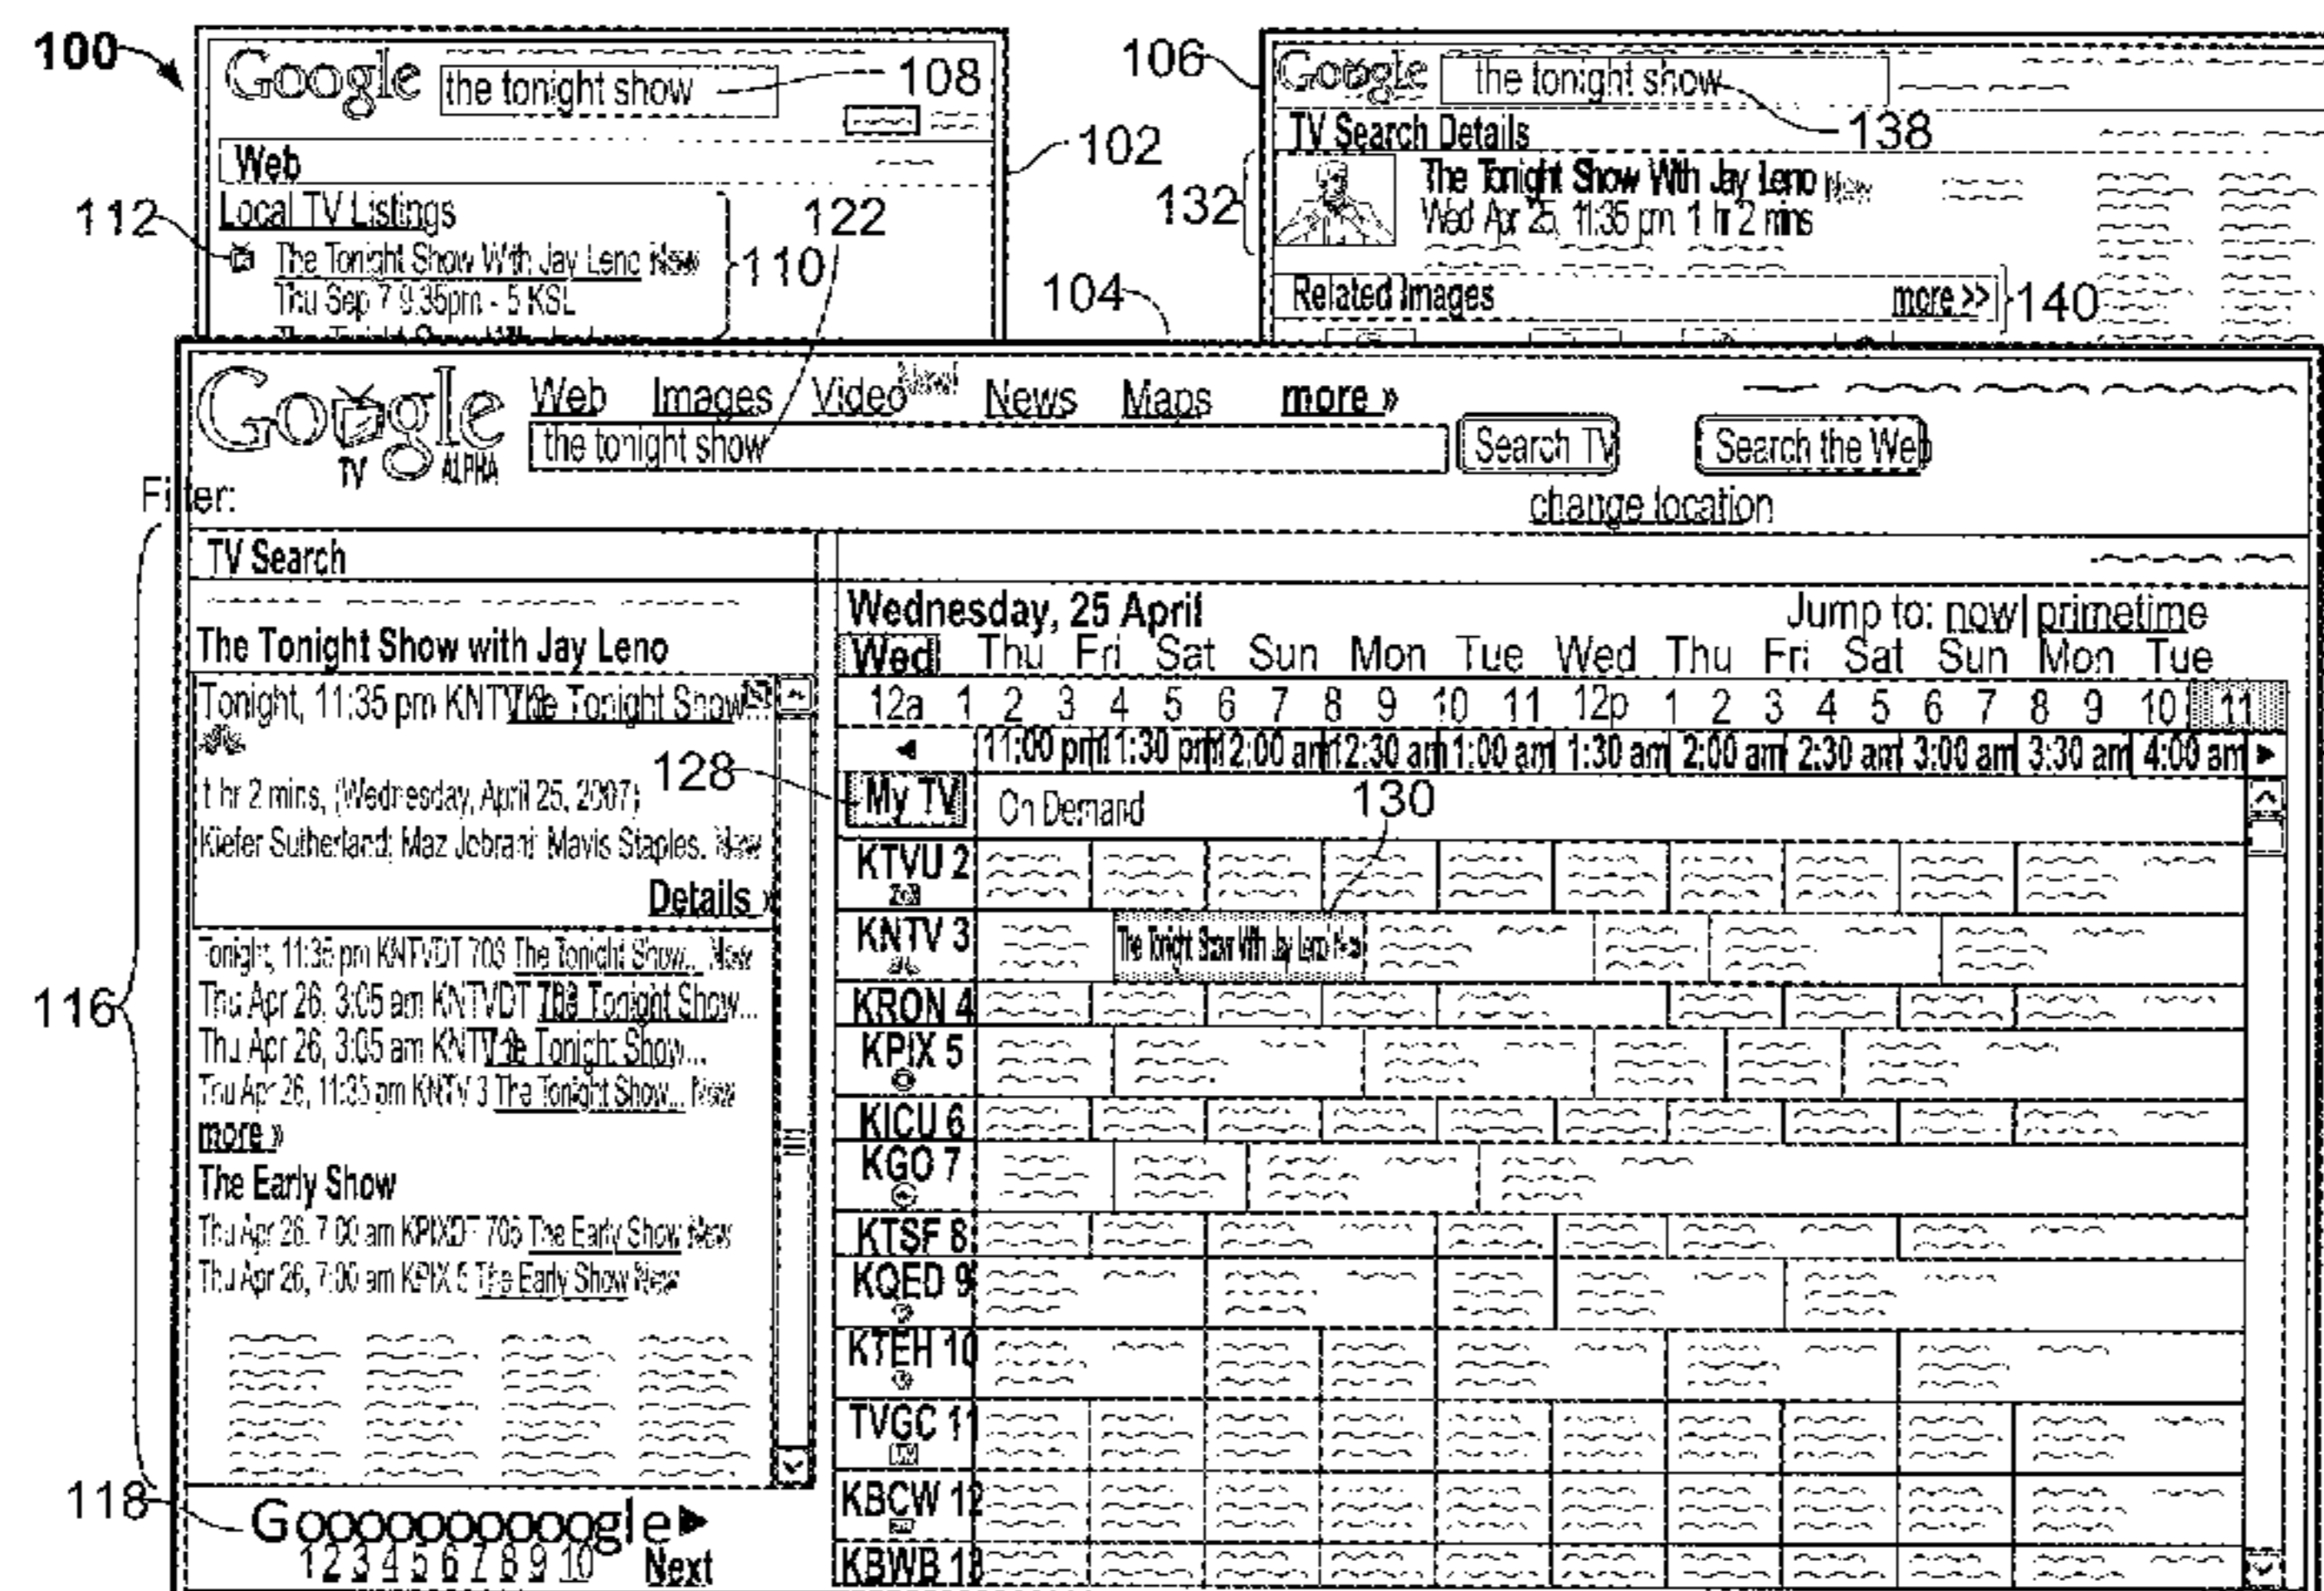 100
Google the tonight show 108
102
Web
112
Local TV Listings
The Tonight Show With Jay Leno New
Thu Sep 7 9:35pm - 5 KSL
110
122
106
Google the tonight show
138
TV Search Details
132
The Tonight Show With Jay Leno New
Wed Apr 25, 11:35 pm, 1 hr 2 mins
Related Images more >> 140
104
Google TV ALPHA
Web Images Video New! News Maps more »
the tonight show Search TV Search the Web
Filter:
change location
TV Search
116
The Tonight Show with Jay Leno
Tonight, 11:35 pm KNTV The Tonight Show...
1 hr 2 mins, (Wednesday, April 25, 2007)
Kiefer Sutherland; Maz Jobrani; Mavis Staples. New
Details »
Tonight, 11:35 pm KNTVDT 703 The Tonight Show... New
Thu Apr 26, 3:05 am KNTVDT The Tonight Show...
Thu Apr 26, 3:05 am KNTV The Tonight Show...
Thu Apr 26, 11:35 pm KNTV 3 The Tonight Show... New
more »
The Early Show
Thu Apr 26, 7:00 am KPIXDT 705 The Early Show New
Thu Apr 26, 7:00 am KPIX 5 The Early Show New
118
Gooooooooooogle
1 2 3 4 5 6 7 8 9 10 Next
Wednesday, 25 April Jump to: now | primetime
Wed Thu Fri Sat Sun Mon Tue Wed Thu Fri Sat Sun Mon Tue
12a 1 2 3 4 5 6 7 8 9 10 11 12p 1 2 3 4 5 6 7 8 9 10 11
11:00 pm 11:30 pm 12:00 am 12:30 am 1:00 am 1:30 am 2:00 am 2:30 am 3:00 am 3:30 am 4:00 am
128
My TV On Demand
130
KTVU 2
KNTV 3 The Tonight Show With Jay Leno New
KRON 4
KPIX 5
KICU 6
KGO 7
KTSF 8
KQED 9
KTEH 10
TVGC 11
KBCW 12
KBWB 13